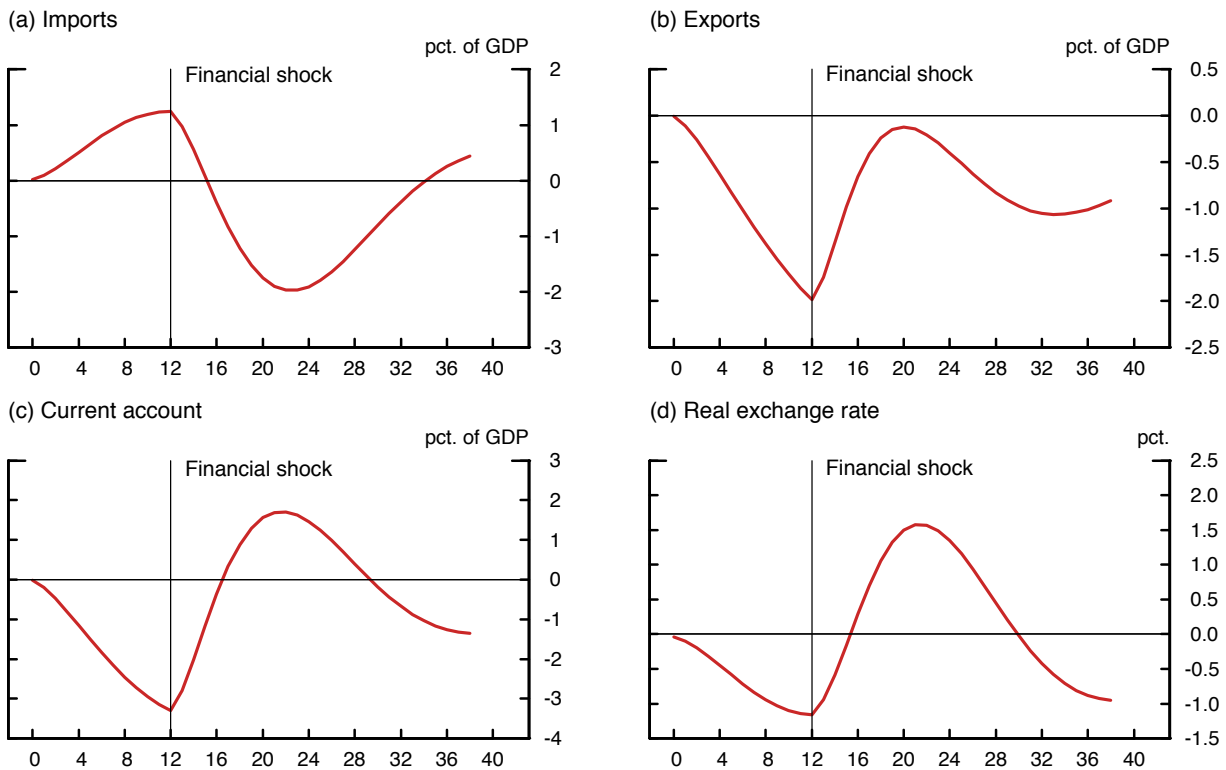 (a) Imports
pct. of GDP
Financial shock
2
1
0
-1
-2
-3
0 4 8 12 16 20 24 28 32 36 40
(b) Exports
pct. of GDP
Financial shock
0.5
0.0
-0.5
-1.0
-1.5
-2.0
-2.5
0 4 8 12 16 20 24 28 32 36 40
(c) Current account
pct. of GDP
Financial shock
3
2
1
0
-1
-2
-3
-4
0 4 8 12 16 20 24 28 32 36 40
(d) Real exchange rate
pct.
Financial shock
2.5
2.0
1.5
1.0
0.5
0.0
-0.5
-1.0
-1.5
0 4 8 12 16 20 24 28 32 36 40